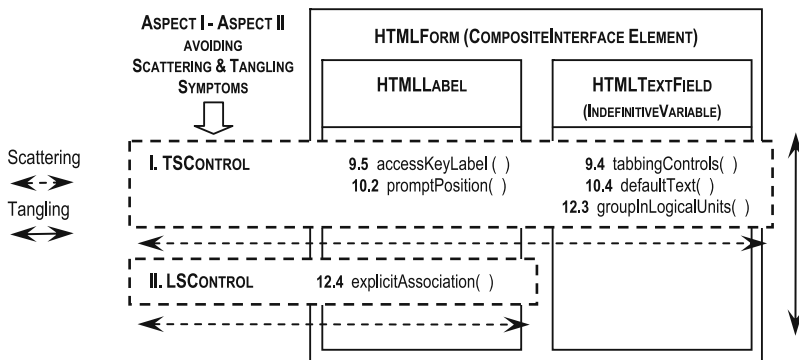 ASPECT I - ASPECT II
AVOIDING
SCATTERING & TANGLING
SYMPTOMS
HTMLFORM (COMPOSITEINTERFACE ELEMENT)
HTMLLABEL
HTMLTEXTFIELD
(INDEFINITIVEVARIABLE)
Scattering
Tangling
I. TSCONTROL
9.5 accessKeyLabel( )
10.2 promptPosition( )
9.4 tabbingControls( )
10.4 defaultText( )
12.3 groupInLogicalUnits( )
II. LSCONTROL
12.4 explicitAssociation( )